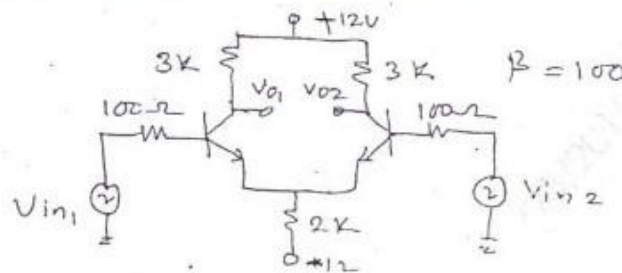 +12V
3K
3K
β = 100
Vo1
Vo2
100Ω
100Ω
Vin1
Vin2
2K
*12